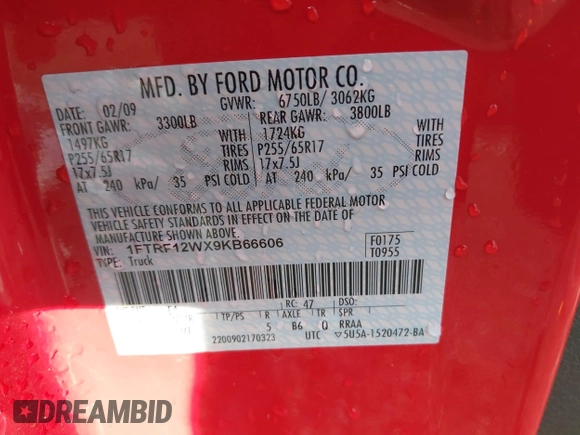 MFD. BY FORD MOTOR CO.
DATE: 02/09 GVWR: 6750LB/ 3062KG
FRONT GAWR: 3300LB REAR GAWR: 3800LB
1497KG WITH 1724KG WITH
P255/65R17 TIRES P255/65R17 TIRES
17x7.5J RIMS 17x7.5J RIMS
AT 240 kPa/ 35 PSI COLD AT 240 kPa/ 35 PSI COLD
THIS VEHICLE CONFORMS TO ALL APPLICABLE FEDERAL MOTOR
VEHICLE SAFETY STANDARDS IN EFFECT ON THE DATE OF
MANUFACTURE SHOWN ABOVE.
VIN: 1FTRF12WX9KB66606 F0175
TYPE: Truck T0955
RC: 47 DSO:
TP/PS R AXLE TR SPR
5 B6 Q RRAA
2200902170323 UTC ▽5U5A-1520472-BA
DREAMBID